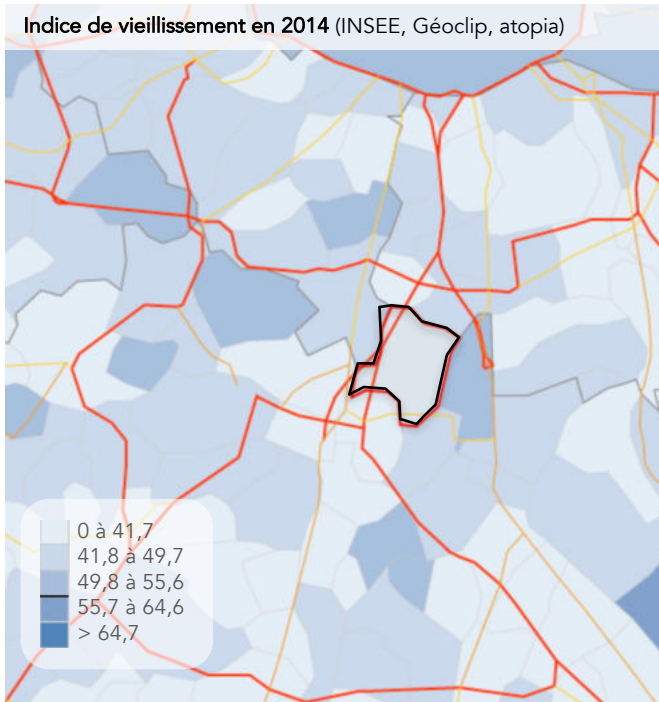 Indice de vieillissement en 2014 (INSEE, Géoclip, atopia)
0 à 41,7
41,8 à 49,7
49,8 à 55,6
55,7 à 64,6
> 64,7